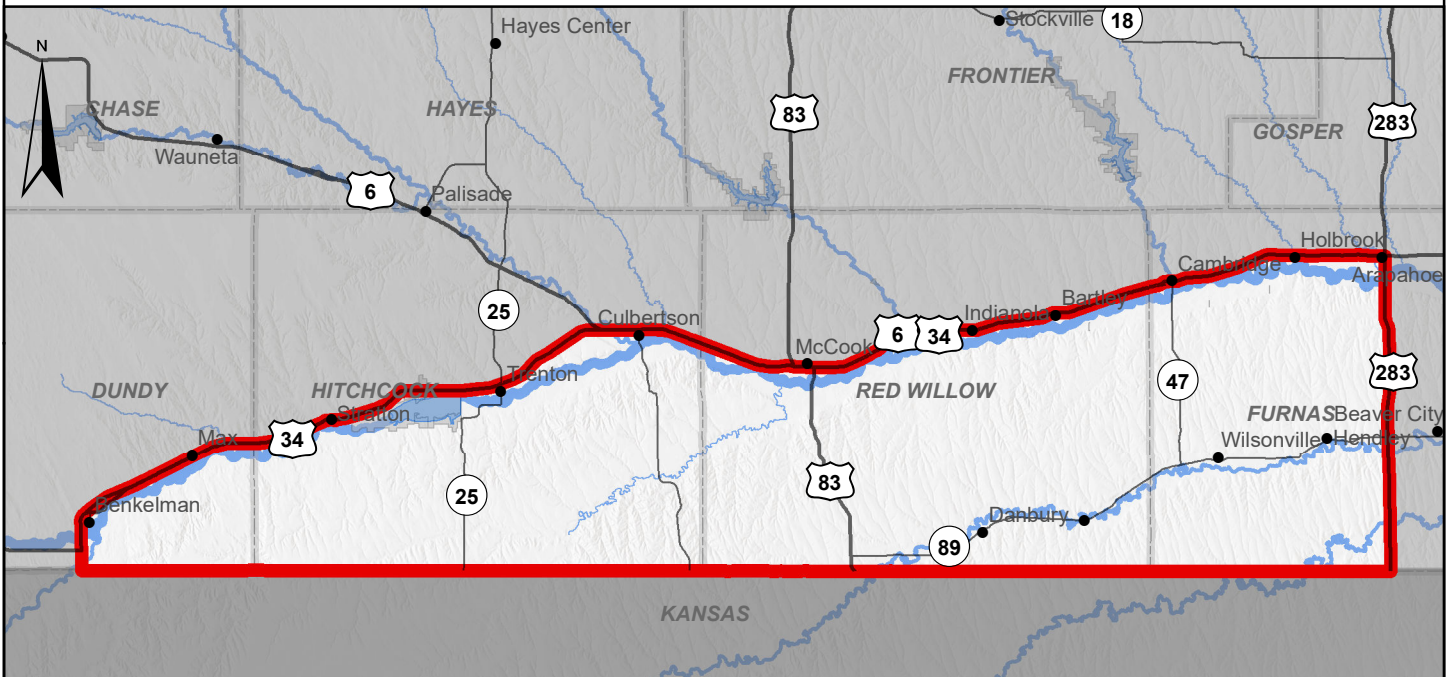 Hayes Center
Stockville
18
N
CHASE
HAYES
FRONTIER
83
283
GOSPER
Wauneta
6
Palisade
Holbrook
Cambridge
Arapahoe
25
Culbertson
Bartley
Indianola
6
34
McCook
Trenton
283
DUNDY
HITCHCOCK
RED WILLOW
47
Stratton
FURNAS
Beaver City
Max
34
Wilsonville
Hendley
83
25
Benkelman
Danbury
89
KANSAS